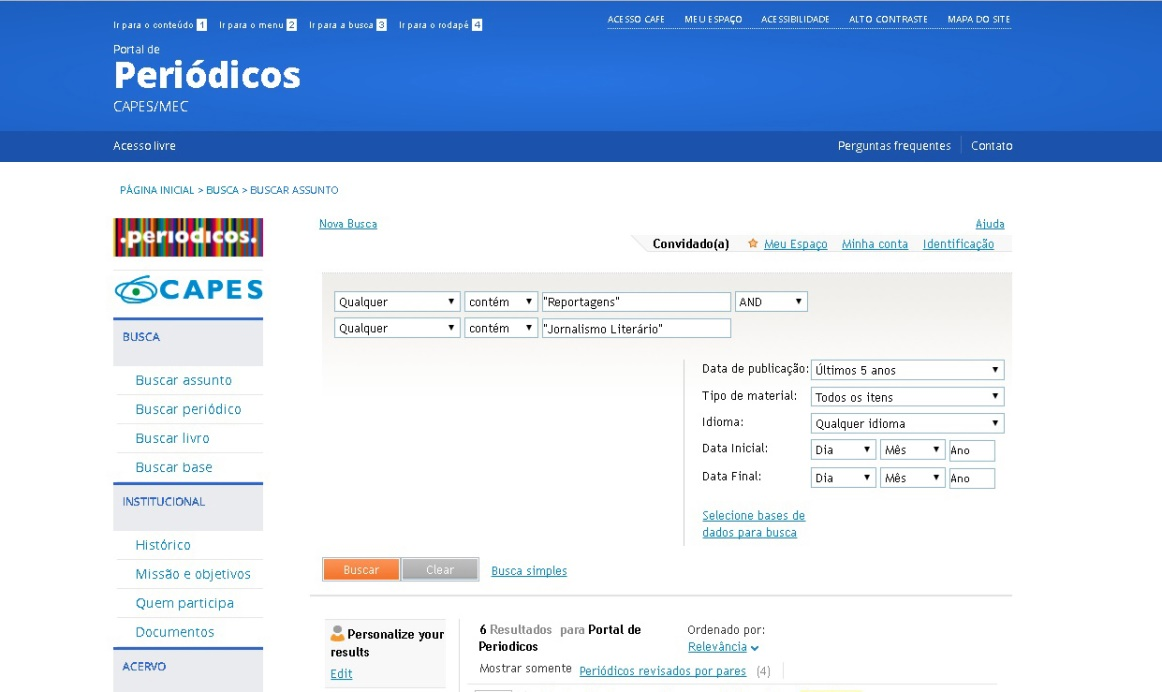 Ir para o conteúdo 1 Ir para o menu 2 Ir para a busca 3 Ir para o rodapé 4
ACESSO CAFE MEU ESPAÇO ACESSIBILIDADE ALTO CONTRASTE MAPA DO SITE
Portal de
Periódicos
CAPES/MEC
Acesso livre
Perguntas frequentes Contato
PÁGINA INICIAL > BUSCA > BUSCAR ASSUNTO
.periodicos.
CAPES
BUSCA
Buscar assunto
Buscar periódico
Buscar livro
Buscar base
INSTITUCIONAL
Histórico
Missão e objetivos
Quem participa
Documentos
ACERVO
Nova Busca
Ajuda
Convidado(a) Meu Espaço Minha conta Identificação
Qualquer contém "Reportagens" AND
Qualquer contém "Jornalismo Literário"
Data de publicação: Últimos 5 anos
Tipo de material: Todos os itens
Idioma: Qualquer idioma
Data Inicial: Dia Mês Ano
Data Final: Dia Mês Ano
Selecione bases de
dados para busca
Buscar Clear Busca simples
Personalize your
results
Edit
6 Resultados para Portal de
Periodicos
Ordenado por:
Relevância
Mostrar somente Periódicos revisados por pares (4)